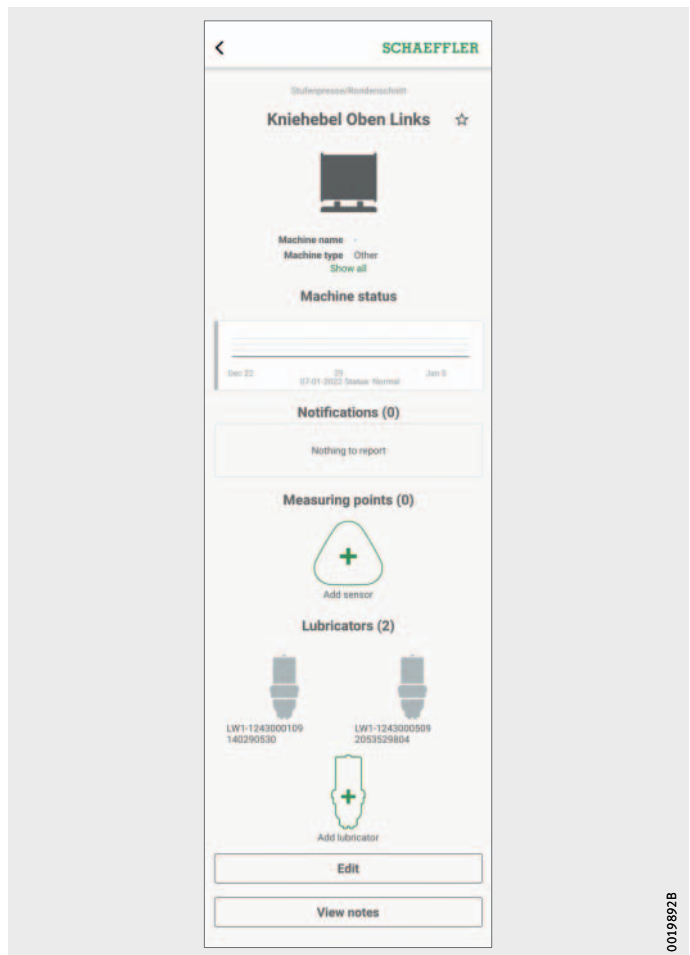 SCHAEFFLER
Stufenpresse/Rondenschnitt
Kniehebel Oben Links
Machine name -
Machine type Other
Show all
Machine status
Dec 22 29 Jan 5
07-01-2022 Status: Normal
Notifications (0)
Nothing to report
Measuring points (0)
Add sensor
Lubricators (2)
LW1-1243000109 LW1-1243000509
140290530 2053529804
Add lubricator
Edit
View notes
0019892B